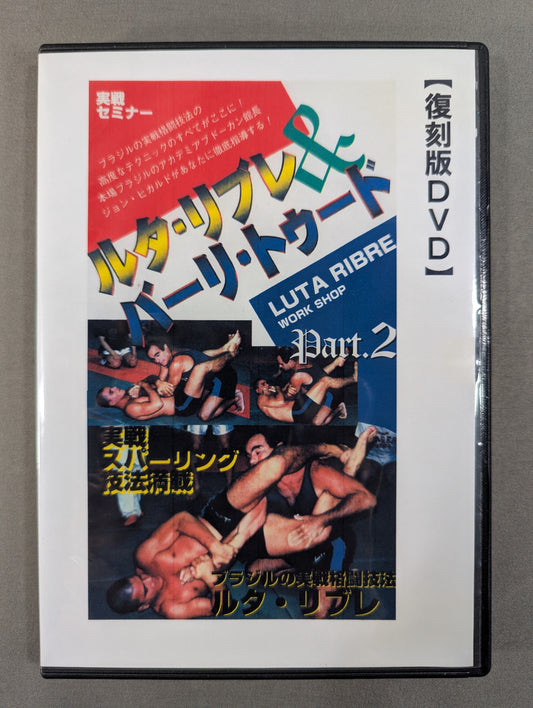 【復刻版DVD】
実戦
セミナー
ブラジルの実戦格闘技法の
高度なテクニックのすべてがここに！
本場ブラジルのアカデミアブドーカン館長
ジョン・ヒカルドがあなたに徹底指導する！
ルタ・リブレ&
バーリ・トゥード
LUTA RIBRE
WORK SHOP
Part.2
実戦!
スパーリング
技法満載
ブラジルの実戦格闘技法
ルタ・リブレ